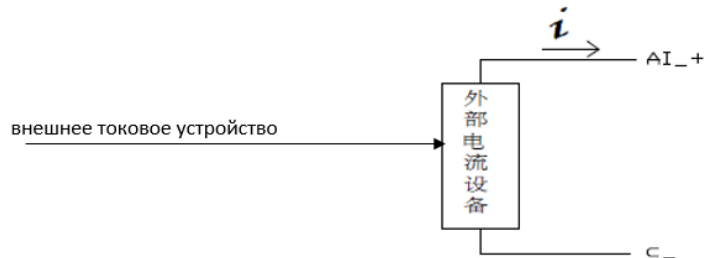 i
AI_+
外部电流设备
внешнее токовое устройство
C_